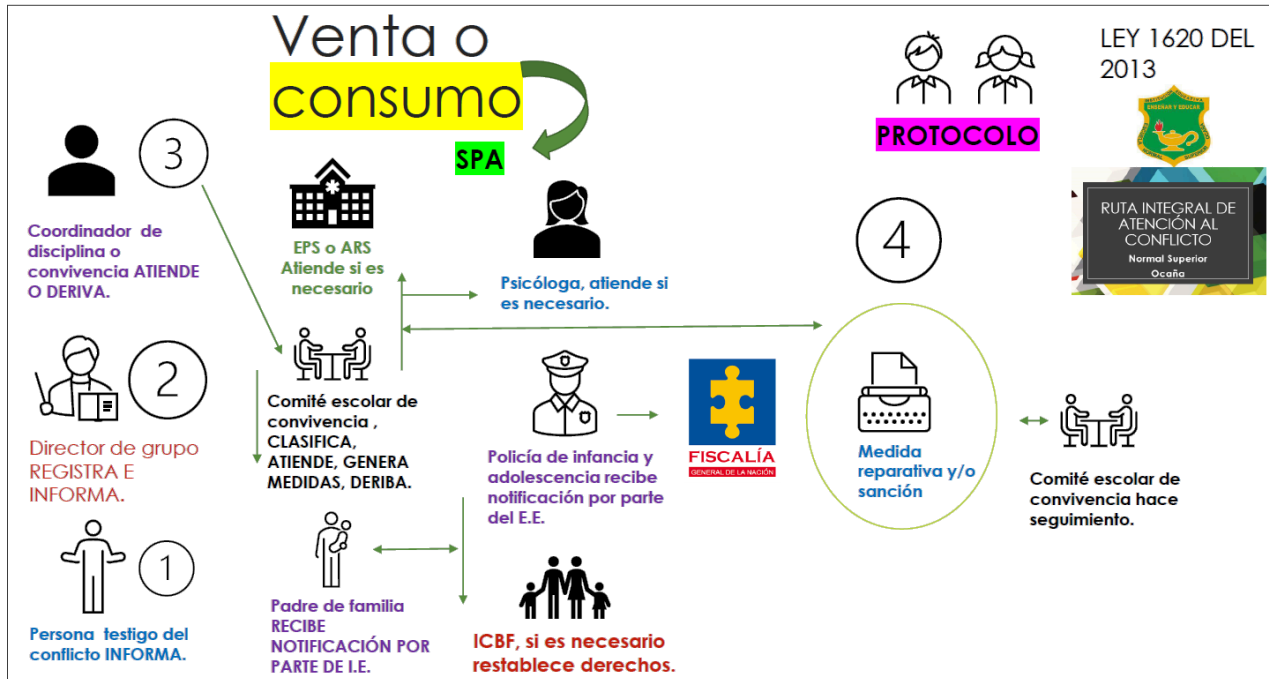 Venta o
consumo
SPA
PROTOCOLO
LEY 1620 DEL
2013
ENSEÑAR Y EDUCAR
RUTA INTEGRAL DE
ATENCIÓN AL
CONFLICTO
Normal Superior
Ocaña
3
Coordinador de
disciplina o
convivencia ATIENDE
O DERIVA.
EPS o ARS
Atiende si es
necesario
Psicóloga, atiende si
es necesario.
4
2
Director de grupo
REGISTRA E
INFORMA.
Comité escolar de
convivencia ,
CLASIFICA,
ATIENDE, GENERA
MEDIDAS, DERIBA.
Policía de infancia y
adolescencia recibe
notificación por parte
del E.E.
FISCALÍA
GENERAL DE LA NACIÓN
Medida
reparativa y/o
sanción
Comité escolar de
convivencia hace
seguimiento.
1
Persona testigo del
conflicto INFORMA.
Padre de familia
RECIBE
NOTIFICACIÓN POR
PARTE DE I.E.
ICBF, si es necesario
restablece derechos.